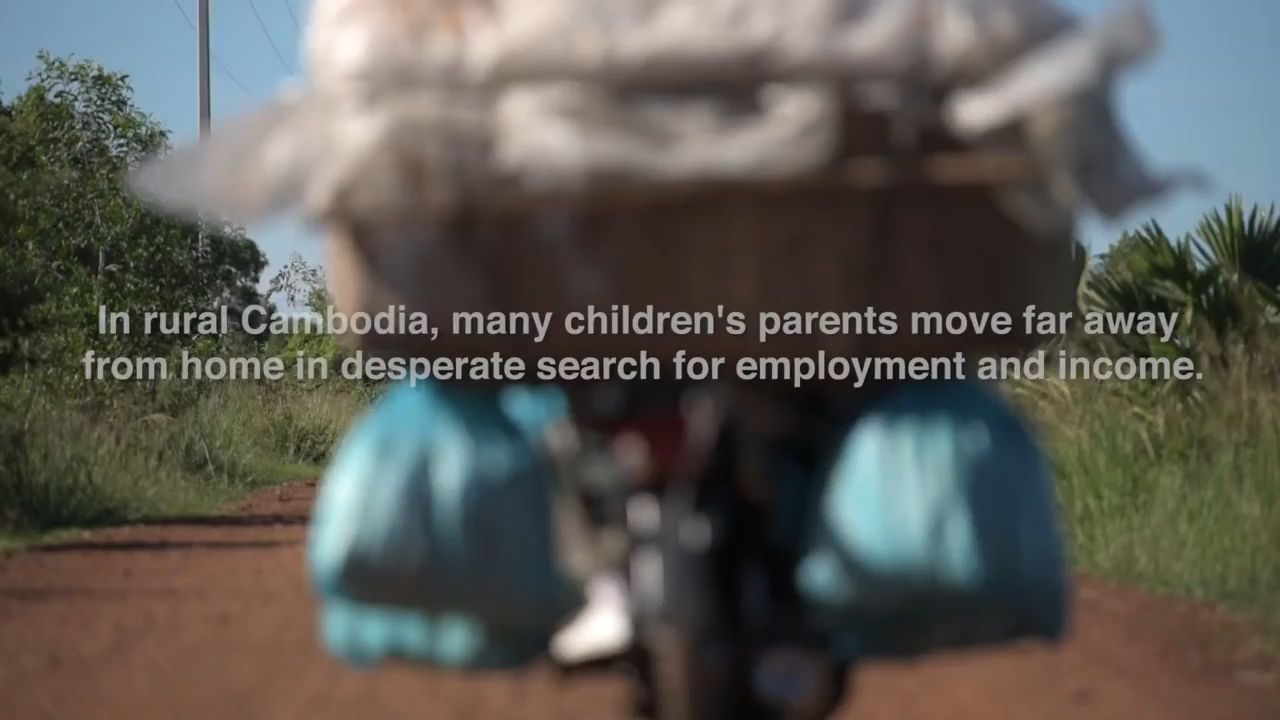 In rural Cambodia, many children's parents move far away
from home in desperate search for employment and income.